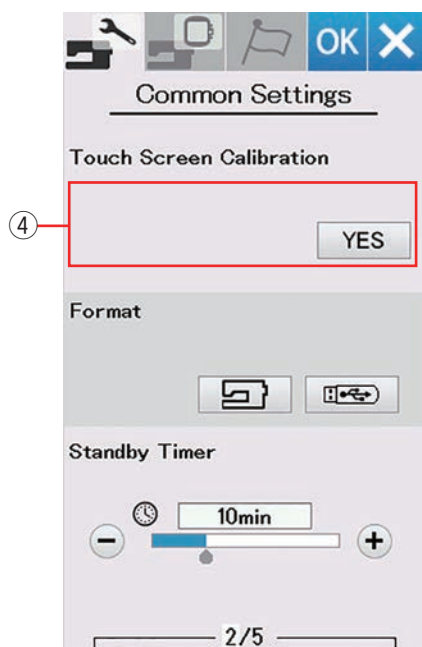 OK
Common Settings
Touch Screen Calibration
④
YES
Format
Standby Timer
10min
2/5